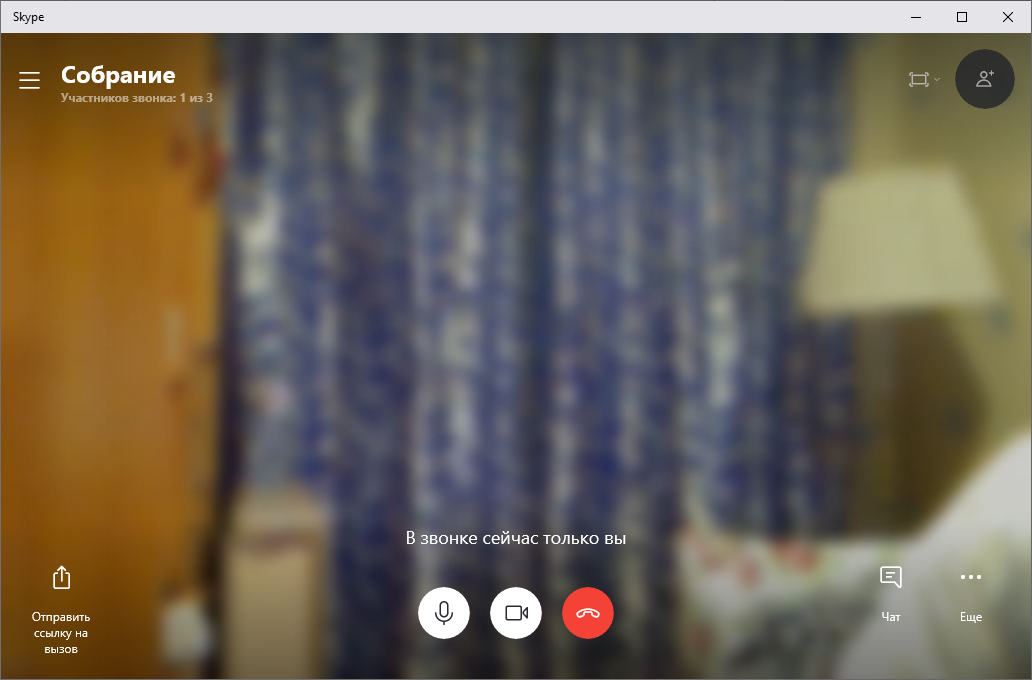 Skype
Собрание
Участников звонка: 1 из 3
В звонке сейчас только вы
Отправить
ссылку на
вызов
Чат
Еще